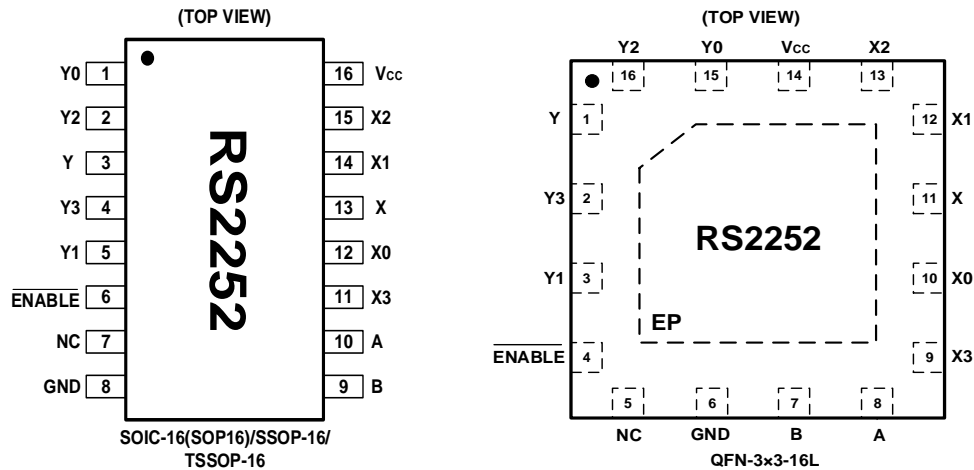 (TOP VIEW)
Y0 1 16 Vcc
Y2 2 15 X2
Y 3 14 X1
Y3 4 13 X
Y1 5 12 X0
ENABLE 6 11 X3
NC 7 10 A
GND 8 9 B
RS2252
SOIC-16(SOP16)/SSOP-16/
TSSOP-16
(TOP VIEW)
Y2 Y0 Vcc X2
16 15 14 13
Y 1 12 X1
Y3 2 11 X
RS2252
Y1 3 10 X0
EP
ENABLE 4 9 X3
5 6 7 8
NC GND B A
QFN-3×3-16L